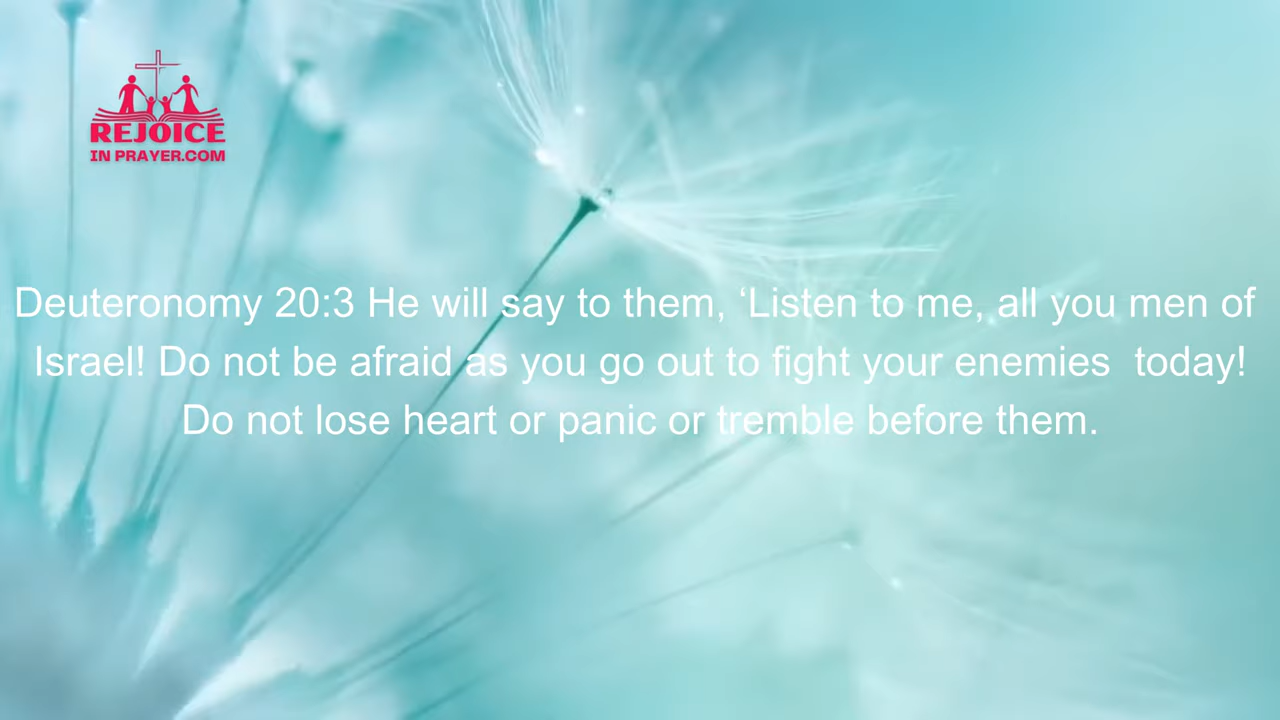 REJOICE
IN PRAYER.COM
Deuteronomy 20:3 He will say to them, ‘Listen to me, all you men of
Israel! Do not be afraid as you go out to fight your enemies  today!
Do not lose heart or panic or tremble before them.